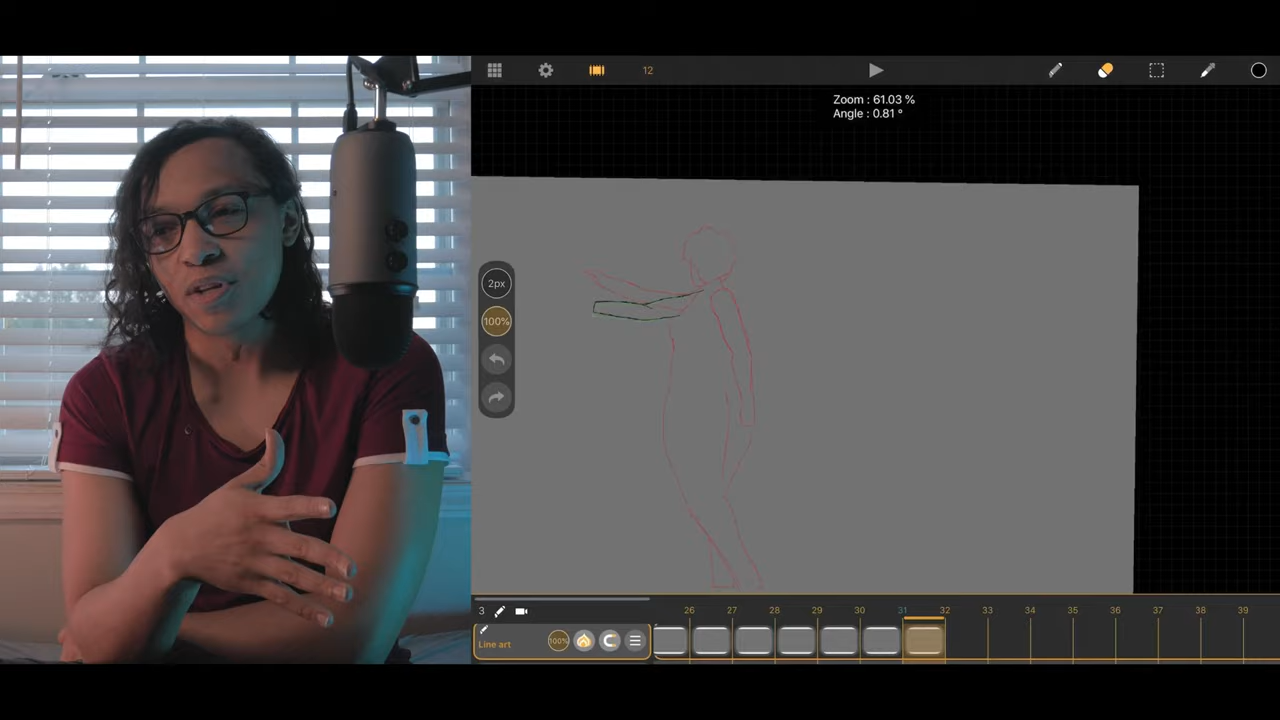 12
Zoom : 61.03 %
Angle : 0.81 °
2px
100%
3
26 27 28 29 30 31 32 33 34 35 36 37 38 39
Line art
100%